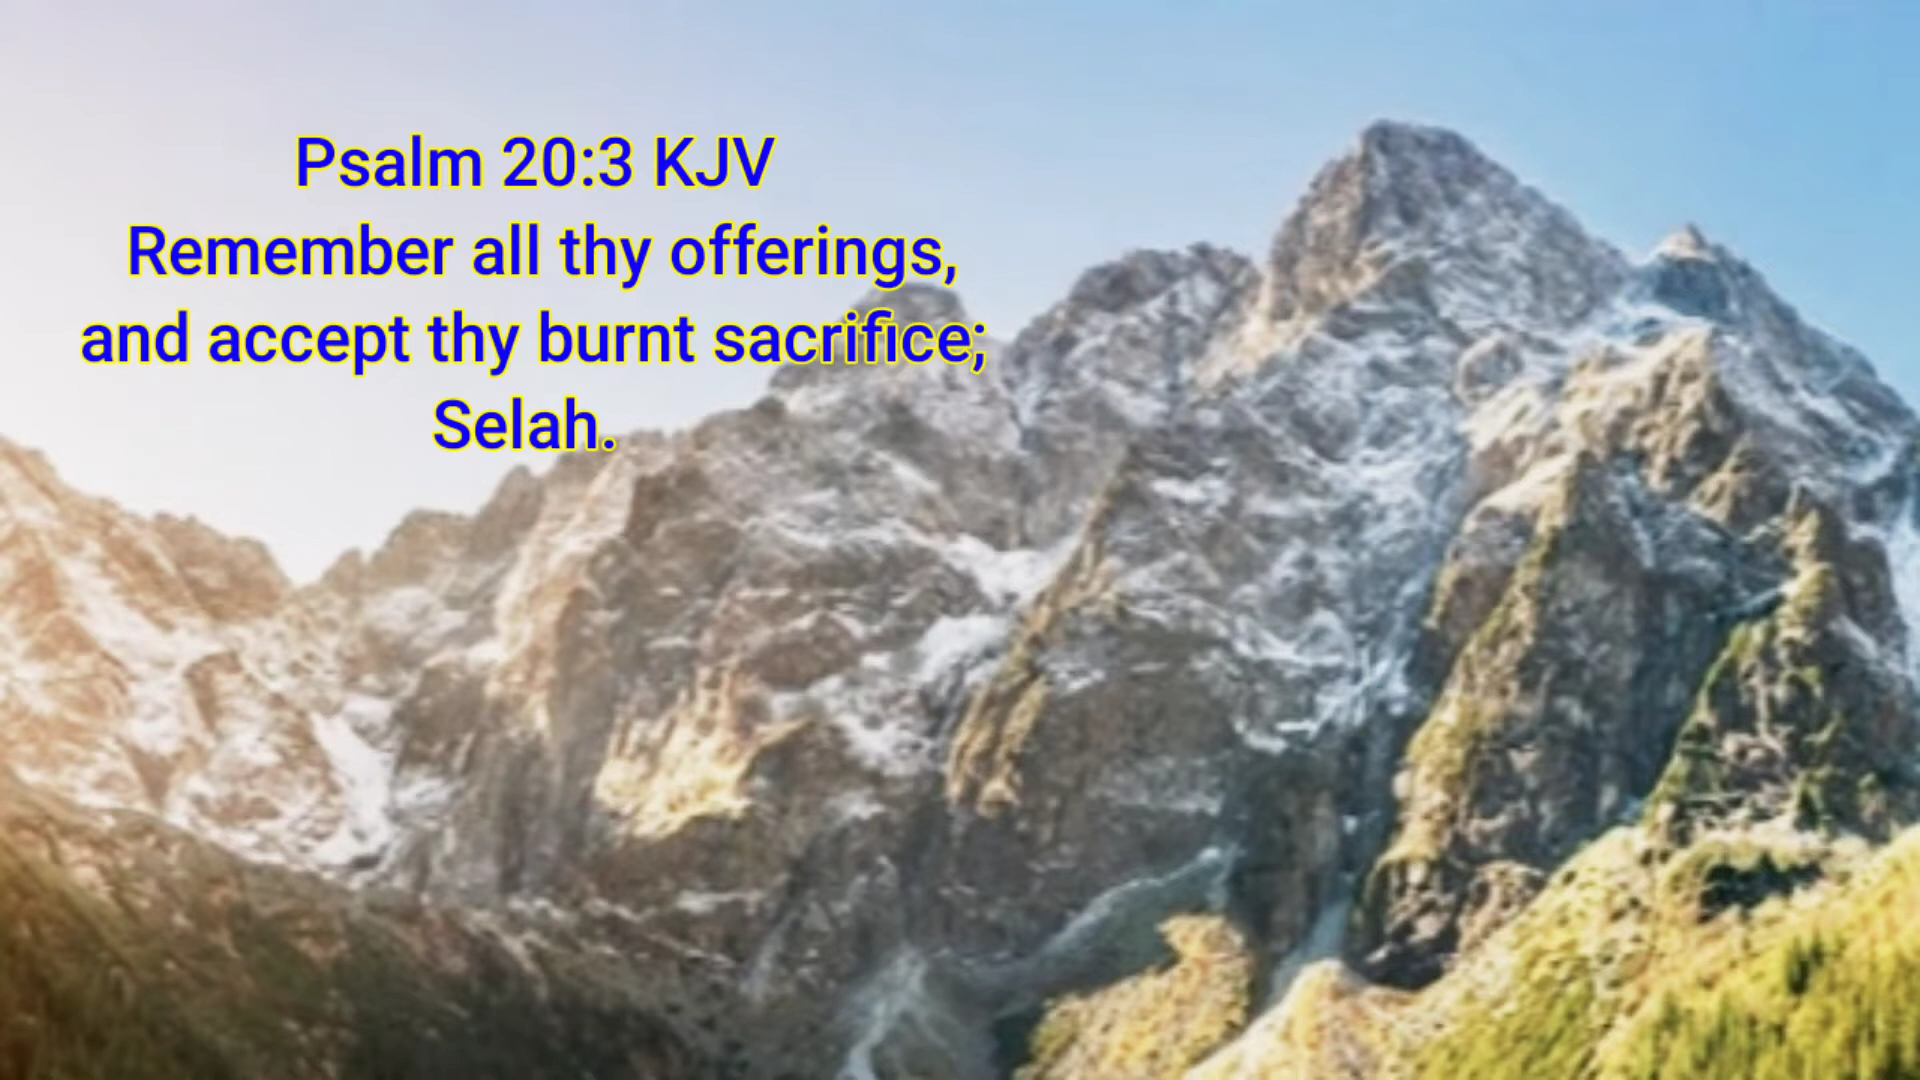 Psalm 20:3 KJV
Remember all thy offerings,
and accept thy burnt sacrifice;
Selah.